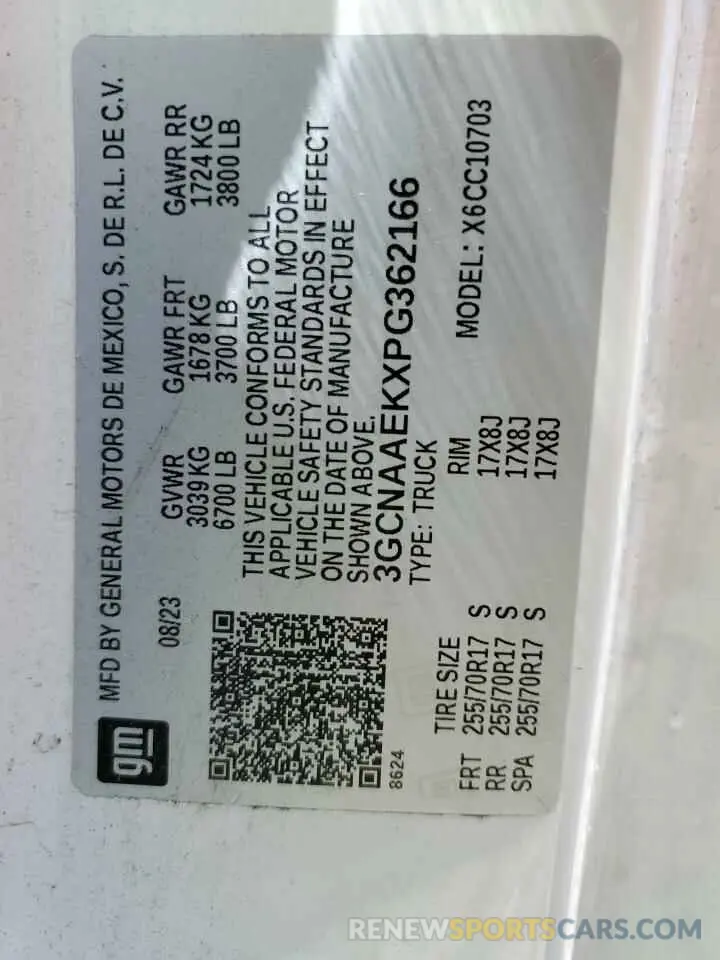 gm
MFD BY GENERAL MOTORS DE MEXICO, S. DE R.L. DE C.V.
08/23
GVWR GAWR FRT GAWR RR
3039 KG 1678 KG 1724 KG
6700 LB 3700 LB 3800 LB
THIS VEHICLE CONFORMS TO ALL
APPLICABLE U.S. FEDERAL MOTOR
VEHICLE SAFETY STANDARDS IN EFFECT
ON THE DATE OF MANUFACTURE
SHOWN ABOVE.
3GCNAAEKXPG362166
8624
TYPE: TRUCK
MODEL: X6CC10703
TIRE SIZE RIM
FRT 255/70R17 S 17X8J
RR 255/70R17 S 17X8J
SPA 255/70R17 S 17X8J
RENEWSPORTSCARS.COM